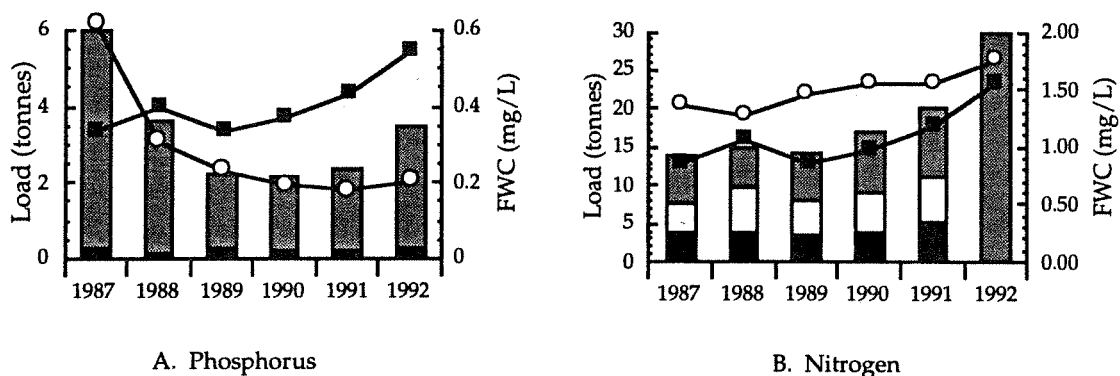 6
4
2
0
Load (tonnes)
0.6
0.4
0.2
0
FWC (mg/L)
1987 1988 1989 1990 1991 1992
A. Phosphorus
30
25
20
15
10
5
0
Load (tonnes)
2.00
1.50
1.00
0.50
0.00
FWC (mg/L)
1987 1988 1989 1990 1991 1992
B. Nitrogen